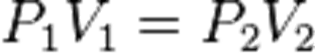 P₁V₁ = P₂V₂